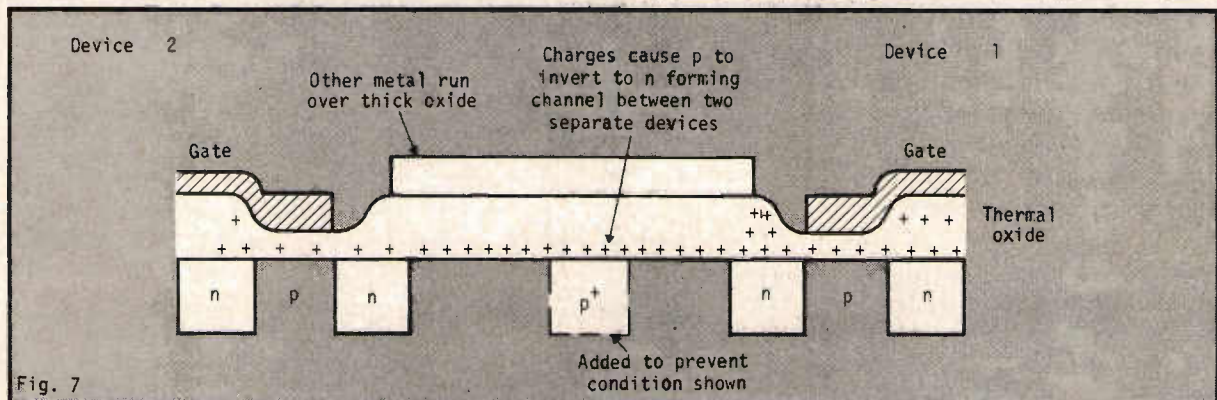 Device 2
Device 1
Other metal run
over thick oxide
Charges cause p to
invert to n forming
channel between two
separate devices
Gate
Gate
Thermal
oxide
n
p
n
p+
n
p
n
Added to prevent
condition shown
Fig. 7